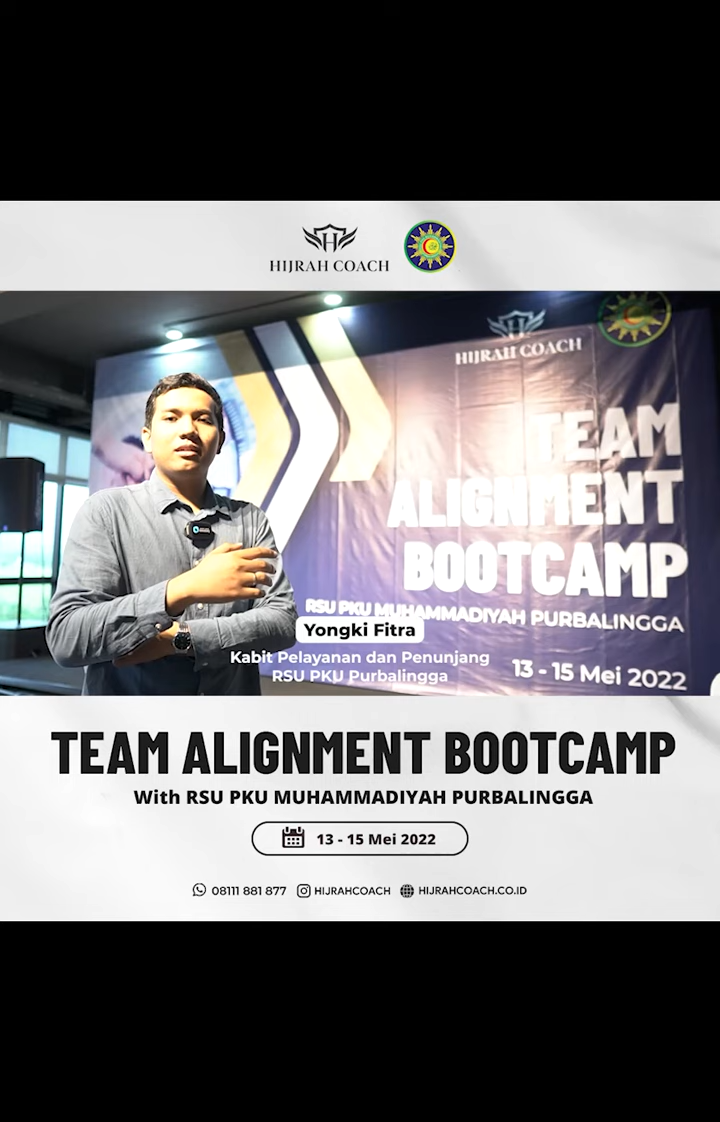 HIJRAH COACH
HIJRAH COACH
TEAM
ALIGNMENT
BOOTCAMP
RSU PKU MUHAMMADIYAH PURBALINGGA
13 - 15 Mei 2022
Yongki Fitra
Kabit Pelayanan dan Penunjang
RSU PKU Purbalingga
TEAM ALIGNMENT BOOTCAMP
With RSU PKU MUHAMMADIYAH PURBALINGGA
13 - 15 Mei 2022
08111 881 877 HIJRAHCOACH HIJRAHCOACH.CO.ID